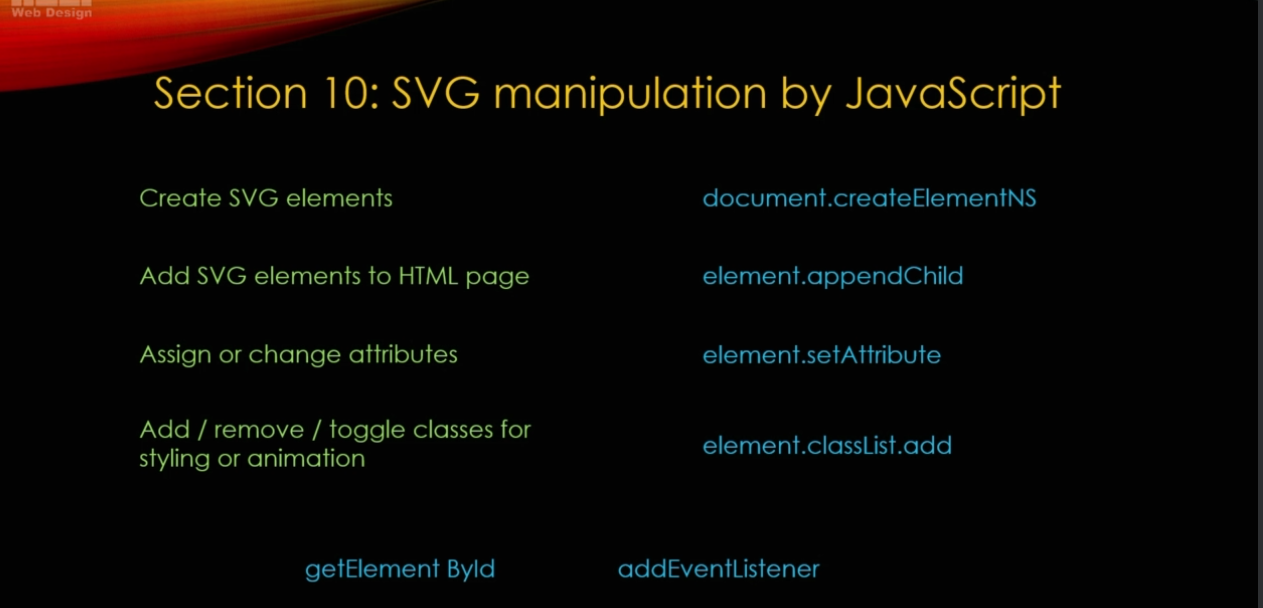 Web Design
Section 10: SVG manipulation by JavaScript
Create SVG elements
document.createElementNS
Add SVG elements to HTML page
element.appendChild
Assign or change attributes
element.setAttribute
Add / remove / toggle classes for
styling or animation
element.classList.add
getElement ById
addEventListener